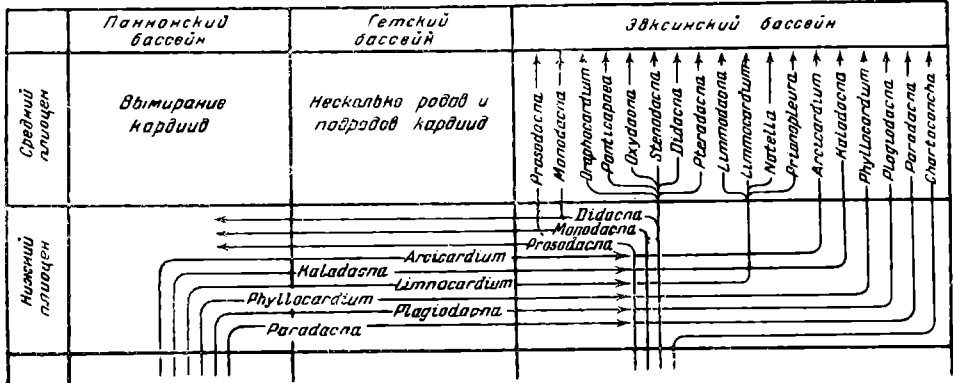 Паннонский
бассейн
Гетский
бассейн
Эвксинский бассейн
Средний
плиоцен
Вымирание
кардиид
Несколько родов и
подродов кардиид
Prosodacna
Monodacna
Oraphocardium
Ponticapaea
Oxydacna
Stenodacna
Didacna
Pteradacna
Limnodacna
Limnocardium
Natella
Prionopleura
Arcicardium
Kaladacna
Phyllocardium
Plagiodacna
Paradacna
Chartoconcha
Нижний
плиоцен
Didacna
Monodacna
Prosodacna
Arcicardium
Kaladacna
Limnocardium
Phyllocardium
Plagiodacna
Paradacna